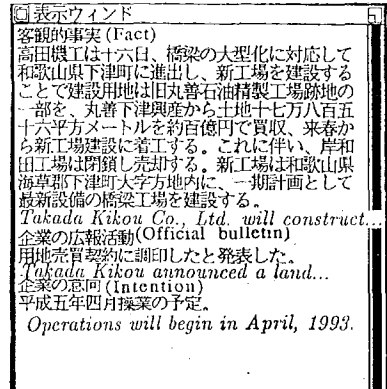 表示ウィンドウ
客観的事実(Fact)
高田機工は十六日、橋梁の大型化に対応して
和歌山県下津町に進出し、新工場を建設する
ことで建設用地は旧丸善石油精製工場跡地の
一部を、丸善下津興産から土地十七万八百五
十六平方メートルを約百億円で買収、来春か
ら新工場建設に着工する。これに伴い、岸和
田工場は閉鎖し売却する。新工場は和歌山県
海草郡下津町大字方地内に、一期計画として
最新設備の橋梁工場を建設する。
Takada Kikou Co., Ltd. will construct...
企業の広報活動(Official bulletin)
用地売買契約に調印したと発表した。
Takada Kikou announced a land...
企業の意向(Intention)
平成五年四月操業の予定。
Operations will begin in April, 1993.